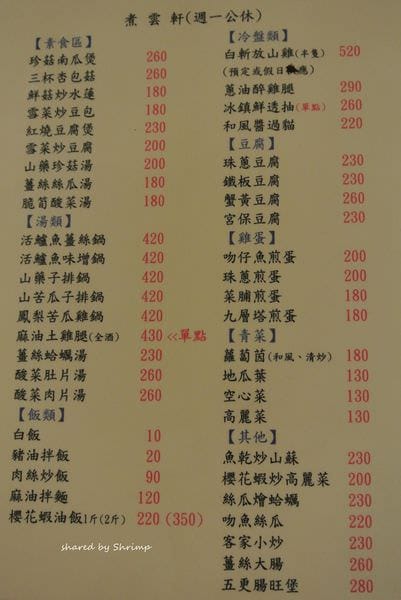 煮雲軒(週一公休)
【素食區】
珍菇南瓜煲 260
三杯杏包菇 260
鮮菇炒水蓮 180
雪菜炒豆包 180
紅燒豆腐煲 230
雪菜炒豆腐 200
山藥珍菇湯 200
薑絲絲瓜湯 180
脆筍酸菜湯 180
【湯類】
活鱸魚薑絲鍋 420
活鱸魚味增鍋 420
山藥子排鍋 420
山苦瓜子排鍋 420
鳳梨苦瓜雞鍋 420
麻油土雞腿(全酒) 430 <<單點
薑絲蛤蠣湯 230
酸菜肚片湯 260
酸菜肉片湯 260
【飯類】
白飯 10
豬油拌飯 20
肉絲炒飯 90
麻油拌麵 120
櫻花蝦油飯1斤(2斤) 220 (350)
shared by Shrimp
【冷盤類】
白斬放山雞(半隻) 520
(預定或假日應)
蔥油醉雞腿 290
冰鎮鮮透抽(單點) 260
和風醬過貓 220
【豆腐】
珠蔥豆腐 230
鐵板豆腐 230
蟹黃豆腐 260
宮保豆腐 230
【雞蛋】
吻仔魚煎蛋 200
珠蔥煎蛋 200
菜脯煎蛋 180
九層塔煎蛋 180
【青菜】
蘿蔔茵(和風、清炒) 180
地瓜葉 130
空心菜 130
高麗菜 130
【其他】
魚乾炒山蘇 230
櫻花蝦炒高麗菜 200
絲瓜燴蛤蠣 230
吻魚絲瓜 220
客家小炒 230
薑絲大腸 260
五更腸旺堡 280